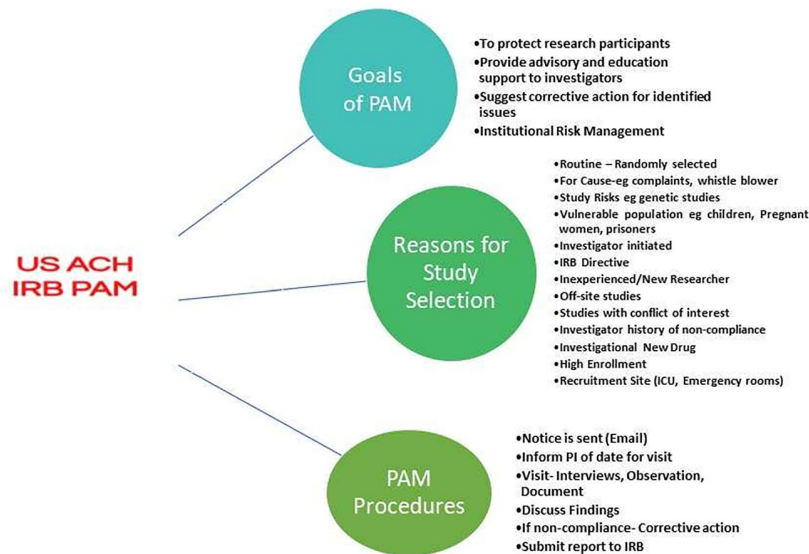 Goals
of PAM
•To protect research participants
•Provide advisory and education
support to investigators
•Suggest corrective action for identified
issues
•Institutional Risk Management
US ACH
IRB PAM
Reasons for
Study
Selection
•Routine – Randomly selected
•For Cause-eg complaints, whistle blower
•Study Risks eg genetic studies
•Vulnerable population eg children, Pregnant
women, prisoners
•Investigator initiated
•IRB Directive
•Inexperienced/New Researcher
•Off-site studies
•Studies with conflict of interest
•Investigator history of non-compliance
•Investigational New Drug
•High Enrollment
•Recruitment Site (ICU, Emergency rooms)
PAM
Procedures
•Notice is sent (Email)
•Inform PI of date for visit
•Visit- Interviews, Observation,
Document
•Discuss Findings
•If non-compliance- Corrective action
•Submit report to IRB